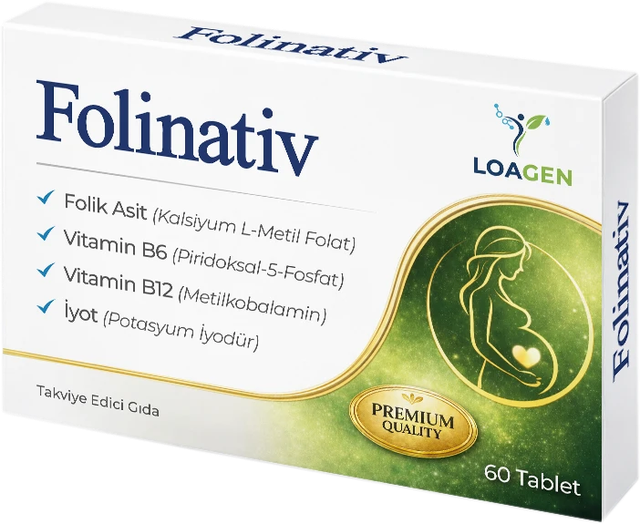 Folinativ
Folinativ
LOAGEN
Folik Asit (Kalsiyum L-Metil Folat)
Vitamin B6 (Piridoksal-5-Fosfat)
Vitamin B12 (Metilkobalamin)
İyot (Potasyum İyodür)
Folinativ
Takviye Edici Gıda
PREMIUM
QUALITY
60 Tablet